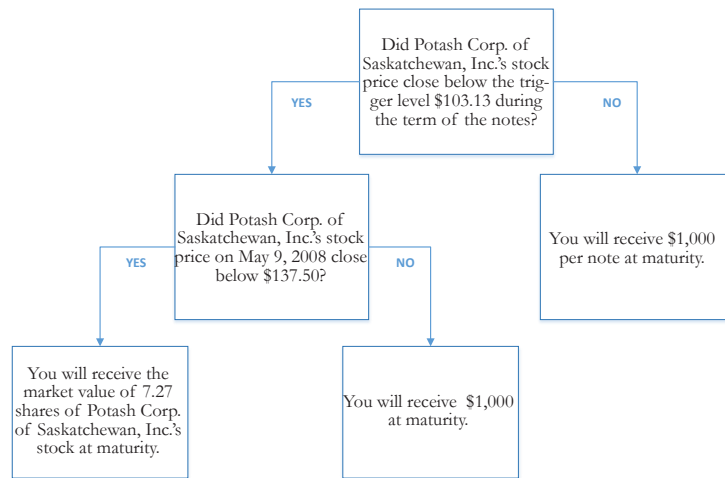 Did Potash Corp. of
Saskatchewan, Inc.'s stock
price close below the trig-
ger level $103.13 during
the term of the notes?
YES
NO
Did Potash Corp. of
Saskatchewan, Inc.'s stock
price on May 9, 2008 close
below $137.50?
You will receive $1,000
per note at maturity.
YES
NO
You will receive the
market value of 7.27
shares of Potash Corp.
of Saskatchewan, Inc.'s
stock at maturity.
You will receive $1,000
at maturity.